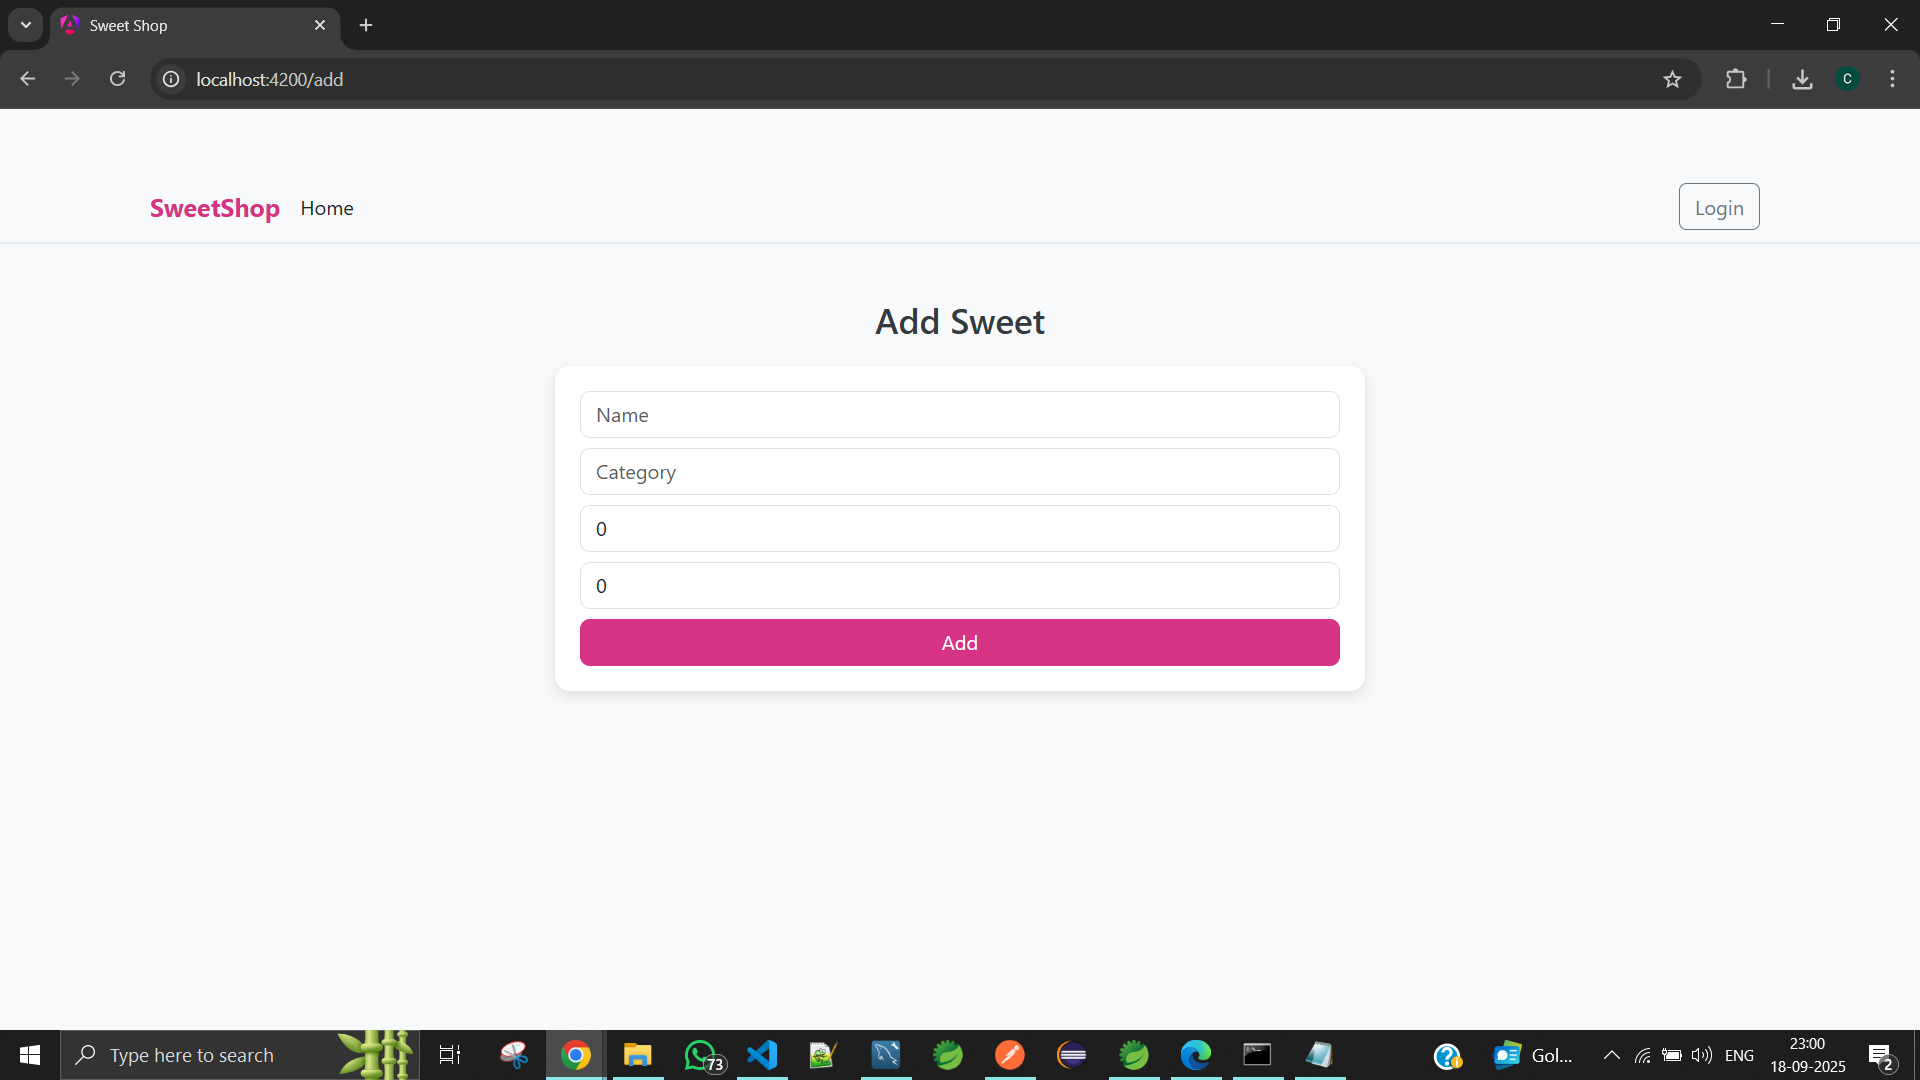 Sweet Shop
localhost:4200/add
C
SweetShop
Home
Login
Add Sweet
Name
Category
0
0
Add
Type here to search
73
Gol...
ENG
23:00
18-09-2025
2